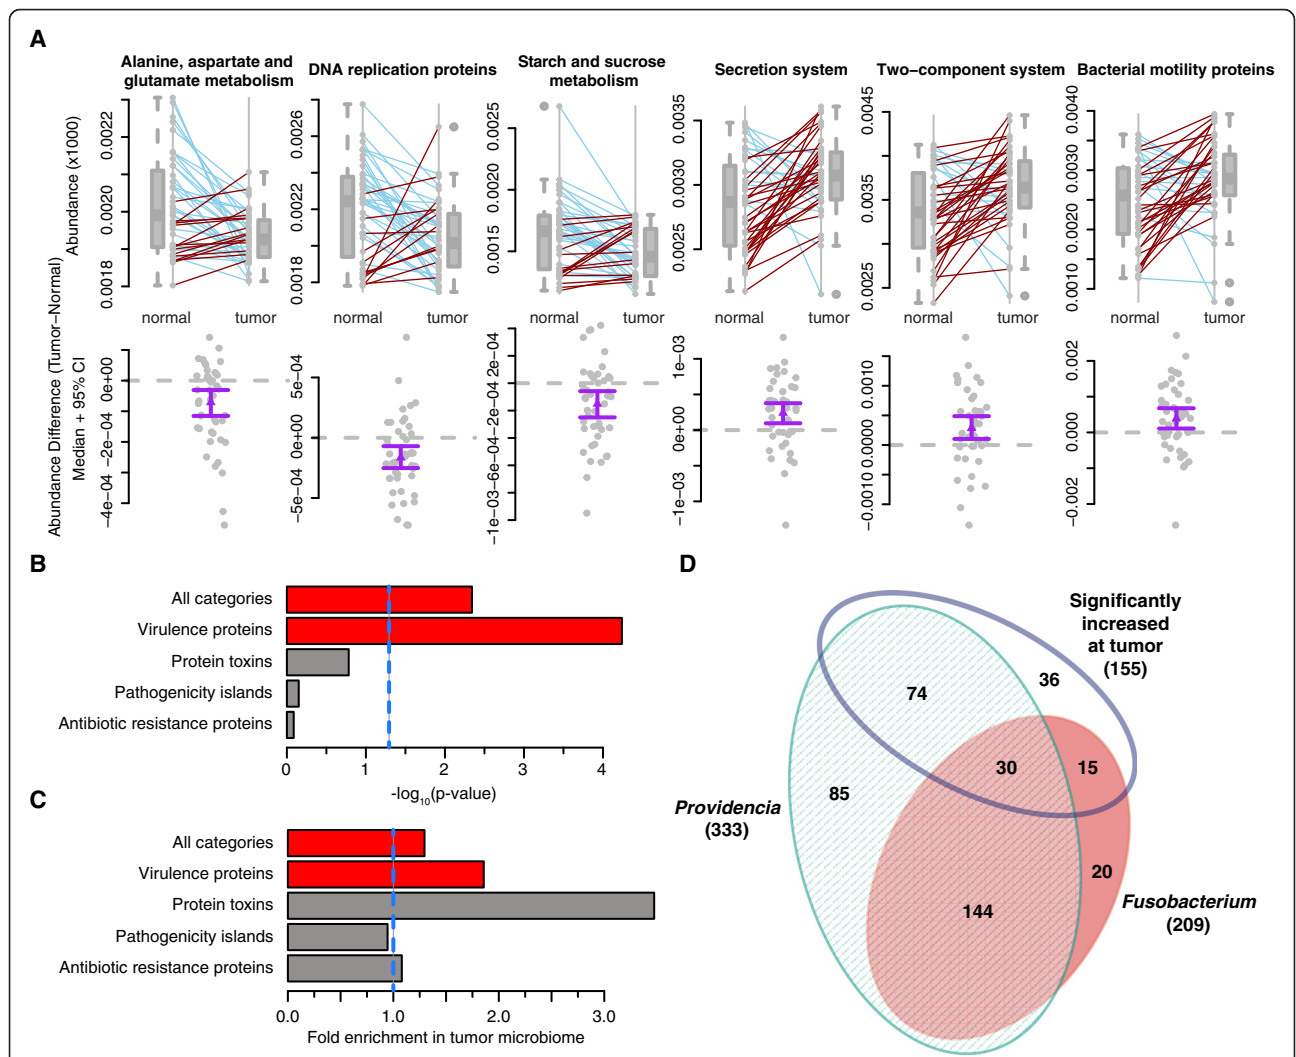 A
Alanine, aspartate and
glutamate metabolism
DNA replication proteins
Starch and sucrose
metabolism
Secretion system
Two−component system
Bacterial motility proteins
Abundance (x1000)
0.0018 0.0020 0.0022
0.0018 0.0022 0.0026
0.0015 0.0020 0.0025
0.0025 0.0030 0.0035
0.0025 0.0035 0.0045
0.0010 0.0020 0.0030 0.0040
normal tumor
normal tumor
normal tumor
normal tumor
normal tumor
normal tumor
Abundance Difference (Tumor−Normal)
Median + 95% CI
−4e−04 −2e−04 0e+00
−5e−04 0e+00 5e−04
−1e−03 −6e−04 −2e−04 2e−04
−1e−03 0e+00 1e−03
−0.0010 0.0000 0.0010
−0.002 0.000 0.002
B
All categories
Virulence proteins
Protein toxins
Pathogenicity islands
Antibiotic resistance proteins
0 1 2 3 4
-log10(p-value)
C
All categories
Virulence proteins
Protein toxins
Pathogenicity islands
Antibiotic resistance proteins
0.0 1.0 2.0 3.0
Fold enrichment in tumor microbiome
D
Significantly
increased
at tumor
(155)
36
74
30 15
85
Providencia
(333)
20
144
Fusobacterium
(209)